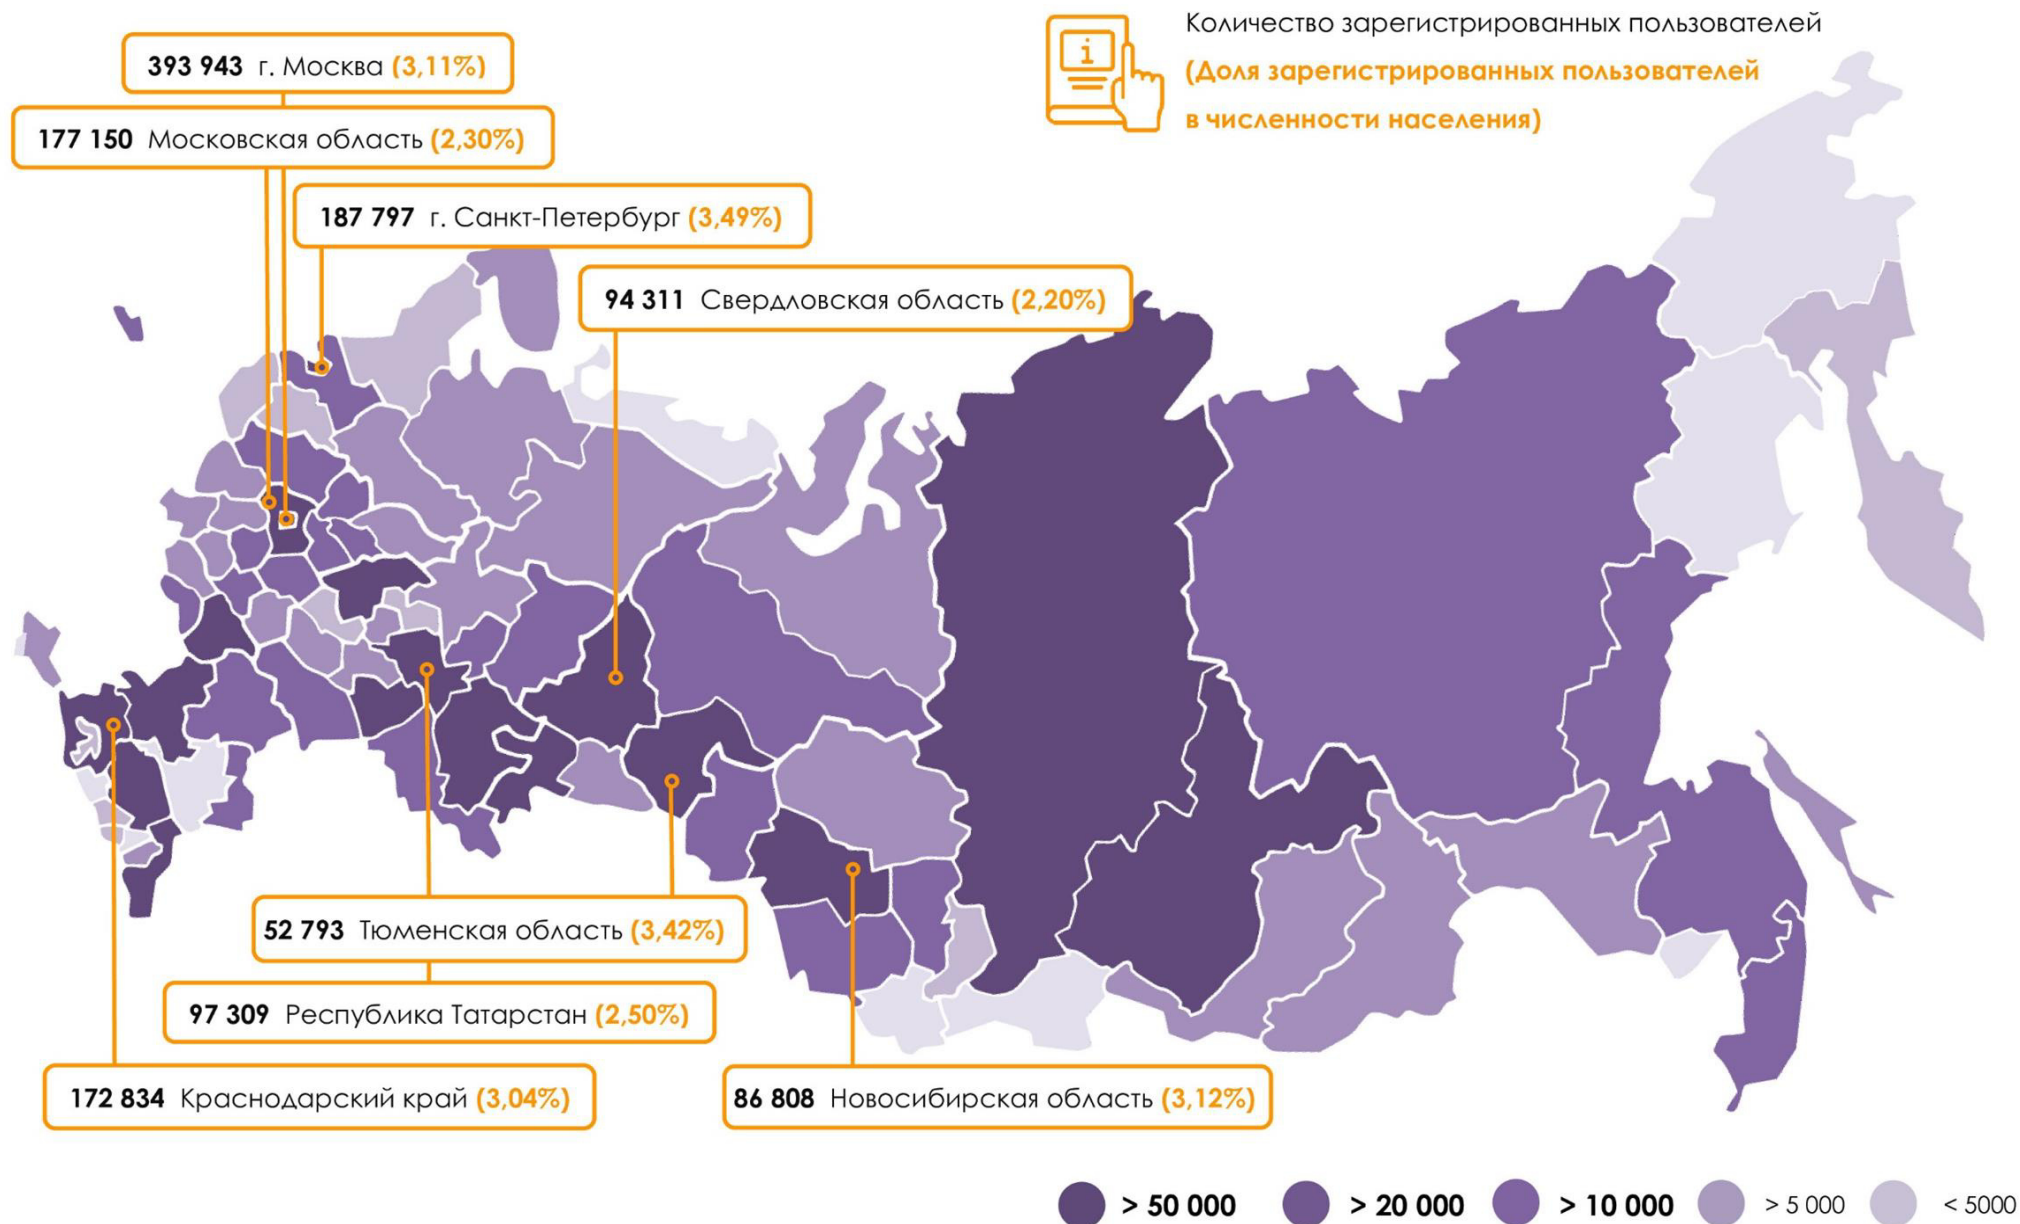 Количество зарегистрированных пользователей
(Доля зарегистрированных пользователей
в численности населения)
i
393 943 г. Москва (3,11%)
177 150 Московская область (2,30%)
187 797 г. Санкт-Петербург (3,49%)
94 311 Свердловская область (2,20%)
52 793 Тюменская область (3,42%)
97 309 Республика Татарстан (2,50%)
172 834 Краснодарский край (3,04%)
86 808 Новосибирская область (3,12%)
> 50 000 > 20 000 > 10 000 > 5 000 < 5000